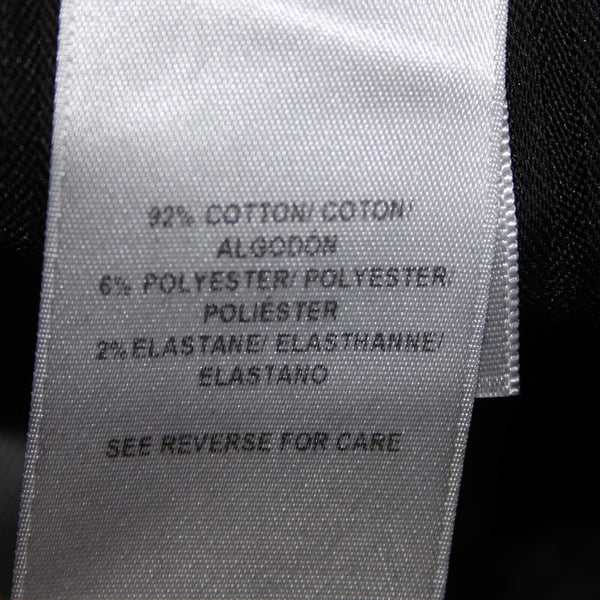 92% COTTON/ COTON/
ALGODÓN
6% POLYESTER/ POLYESTER/
POLIÉSTER
2% ELASTANE/ ELASTHANNE/
ELASTANO
SEE REVERSE FOR CARE